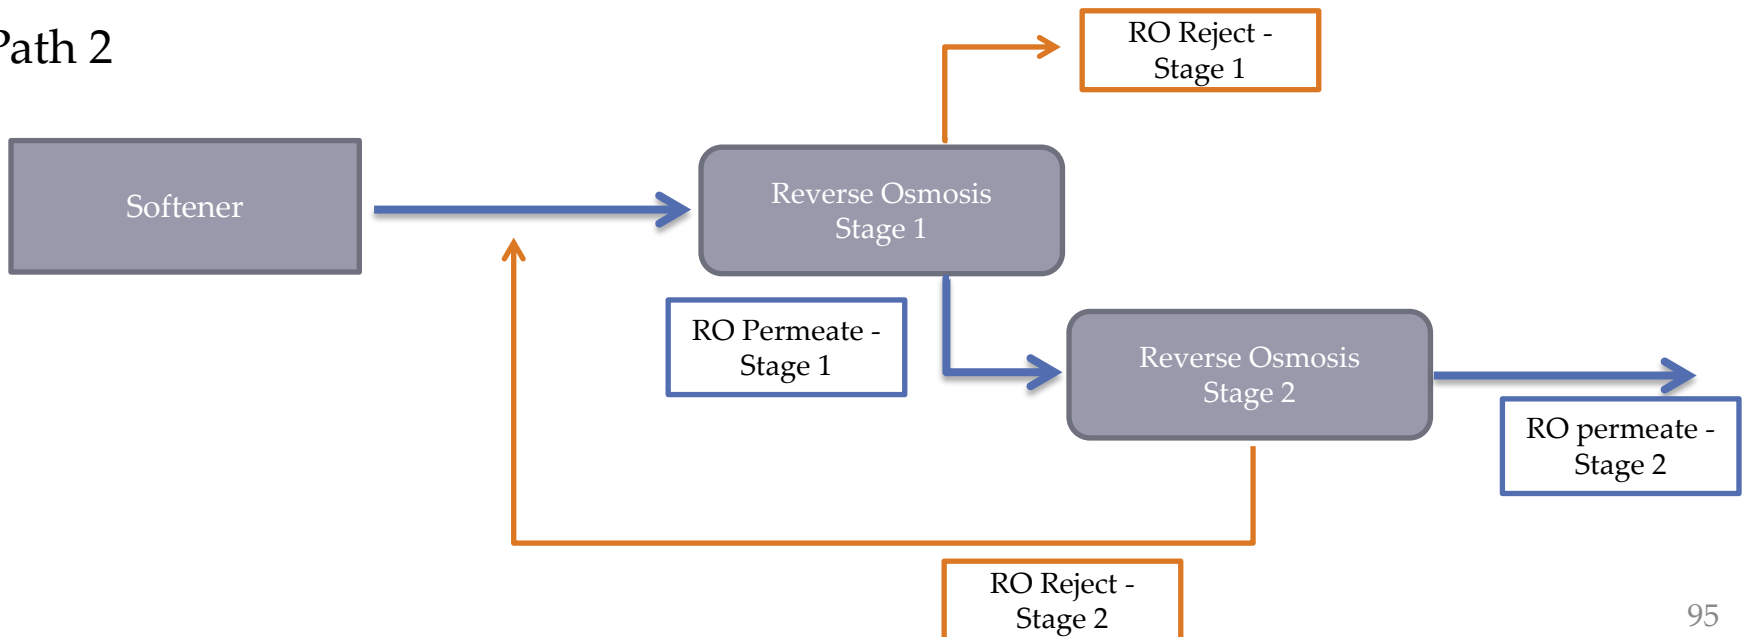 Path 2
RO Reject -
Stage 1
Softener
Reverse Osmosis
Stage 1
RO Permeate -
Stage 1
Reverse Osmosis
Stage 2
RO permeate -
Stage 2
RO Reject -
Stage 2
95